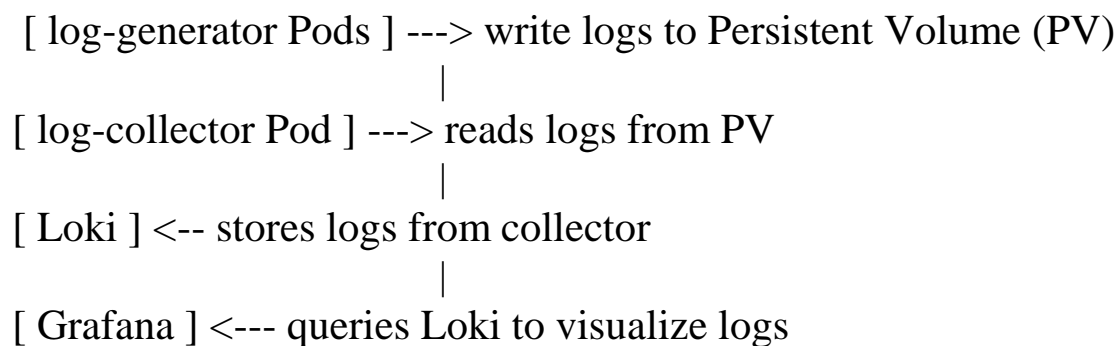 [ log-generator Pods ] ---> write logs to Persistent Volume (PV)
|
[ log-collector Pod ] ---> reads logs from PV
|
[ Loki ] <-- stores logs from collector
|
[ Grafana ] <--- queries Loki to visualize logs